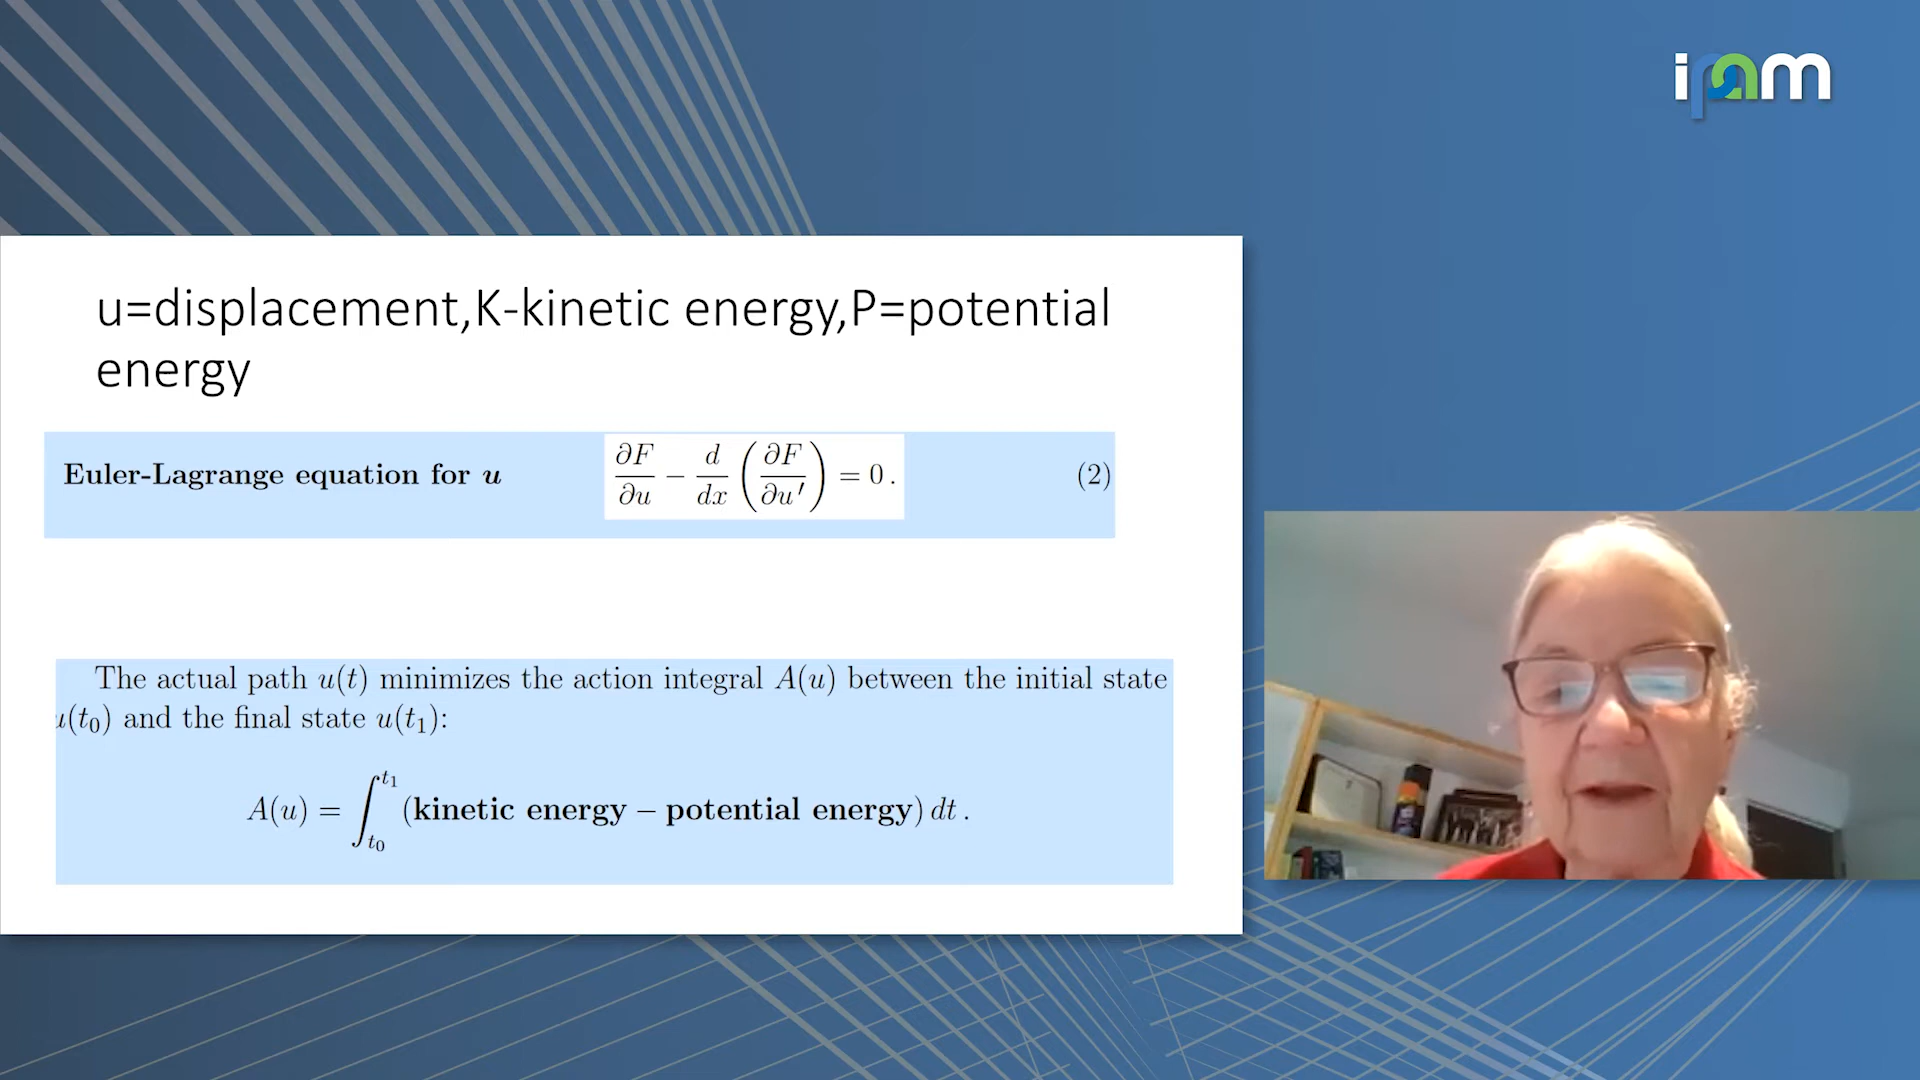 ipam
u=displacement,K-kinetic energy,P=potential
energy
Euler-Lagrange equation for u ∂F/∂u − d/dx (∂F/∂u′) = 0 . (2)
The actual path u(t) minimizes the action integral A(u) between the initial state
u(t₀) and the final state u(t₁):
A(u) = ∫_{t₀}^{t₁} (kinetic energy − potential energy) dt .